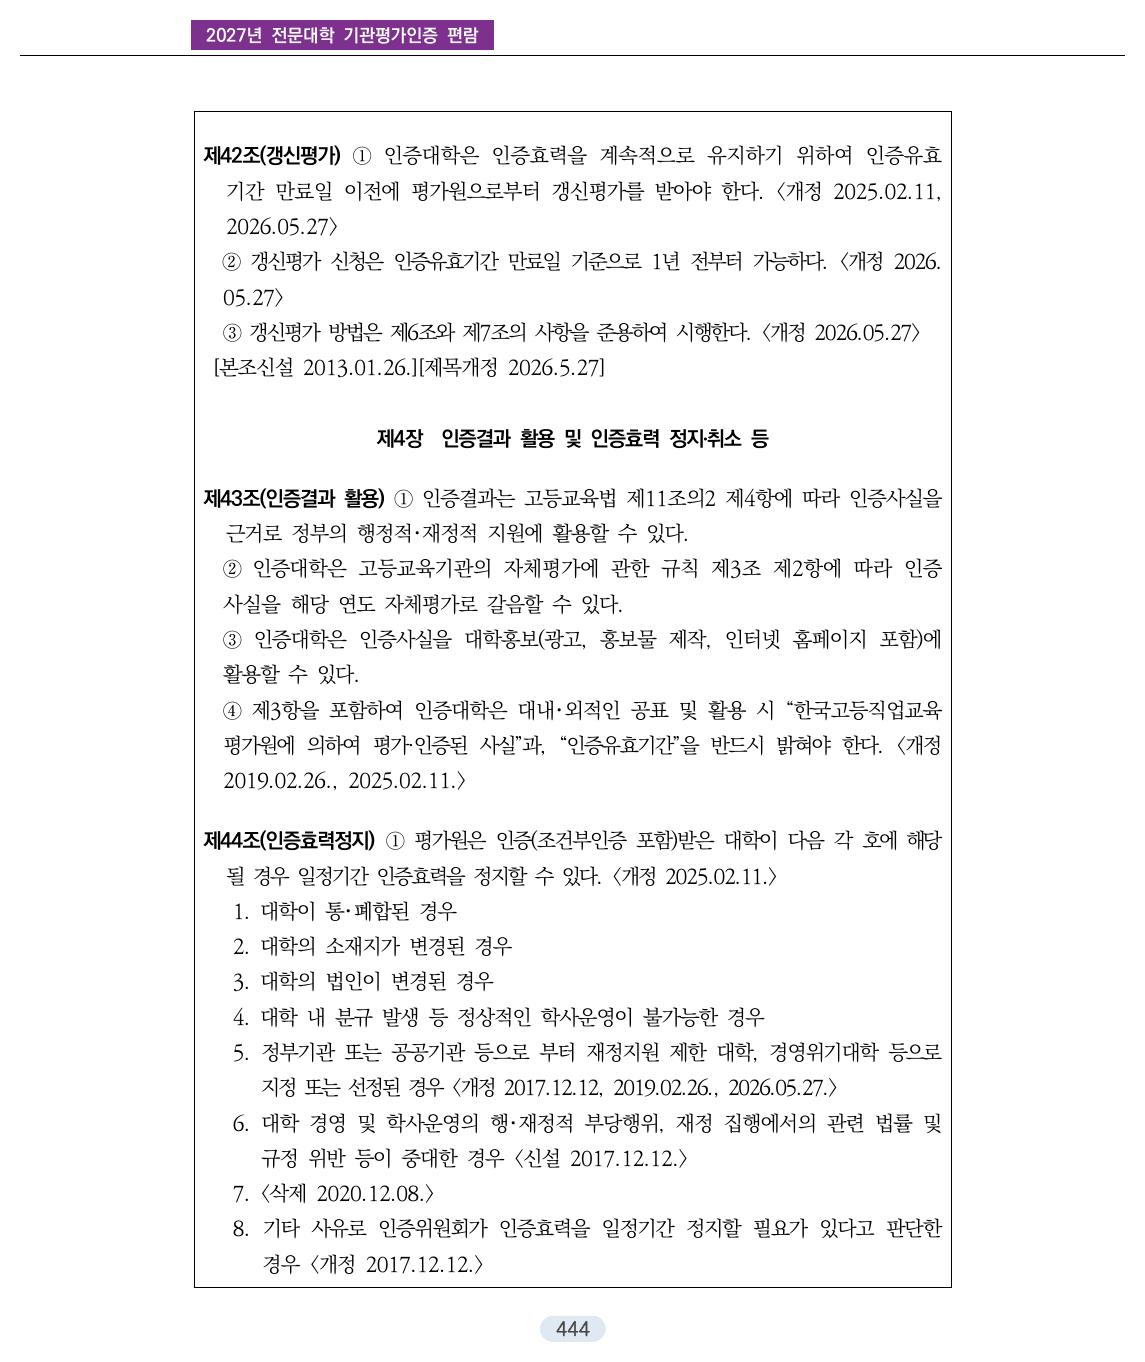 2027년 전문대학 기관평가인증 편람
제42조(갱신평가) ① 인증대학은 인증효력을 계속적으로 유지하기 위하여 인증유효
기간 만료일 이전에 평가원으로부터 갱신평가를 받아야 한다. 〈개정 2025.02.11,
2026.05.27〉
② 갱신평가 신청은 인증유효기간 만료일 기준으로 1년 전부터 가능하다. 〈개정 2026.
05.27〉
③ 갱신평가 방법은 제6조와 제7조의 사항을 준용하여 시행한다. 〈개정 2026.05.27〉
[본조신설 2013.01.26.][제목개정 2026.5.27]
제4장 인증결과 활용 및 인증효력 정지·취소 등
제43조(인증결과 활용) ① 인증결과는 고등교육법 제11조의2 제4항에 따라 인증사실을
근거로 정부의 행정적·재정적 지원에 활용할 수 있다.
② 인증대학은 고등교육기관의 자체평가에 관한 규칙 제3조 제2항에 따라 인증
사실을 해당 연도 자체평가로 갈음할 수 있다.
③ 인증대학은 인증사실을 대학홍보(광고, 홍보물 제작, 인터넷 홈페이지 포함)에
활용할 수 있다.
④ 제3항을 포함하여 인증대학은 대내·외적인 공표 및 활용 시 “한국고등직업교육
평가원에 의하여 평가·인증된 사실”과, “인증유효기간”을 반드시 밝혀야 한다. 〈개정
2019.02.26., 2025.02.11.〉
제44조(인증효력정지) ① 평가원은 인증(조건부인증 포함)받은 대학이 다음 각 호에 해당
될 경우 일정기간 인증효력을 정지할 수 있다. 〈개정 2025.02.11.〉
1. 대학이 통·폐합된 경우
2. 대학의 소재지가 변경된 경우
3. 대학의 법인이 변경된 경우
4. 대학 내 분규 발생 등 정상적인 학사운영이 불가능한 경우
5. 정부기관 또는 공공기관 등으로 부터 재정지원 제한 대학, 경영위기대학 등으로
지정 또는 선정된 경우 〈개정 2017.12.12, 2019.02.26., 2026.05.27.〉
6. 대학 경영 및 학사운영의 행·재정적 부당행위, 재정 집행에서의 관련 법률 및
규정 위반 등이 중대한 경우 〈신설 2017.12.12.〉
7. 〈삭제 2020.12.08.〉
8. 기타 사유로 인증위원회가 인증효력을 일정기간 정지할 필요가 있다고 판단한
경우 〈개정 2017.12.12.〉
444